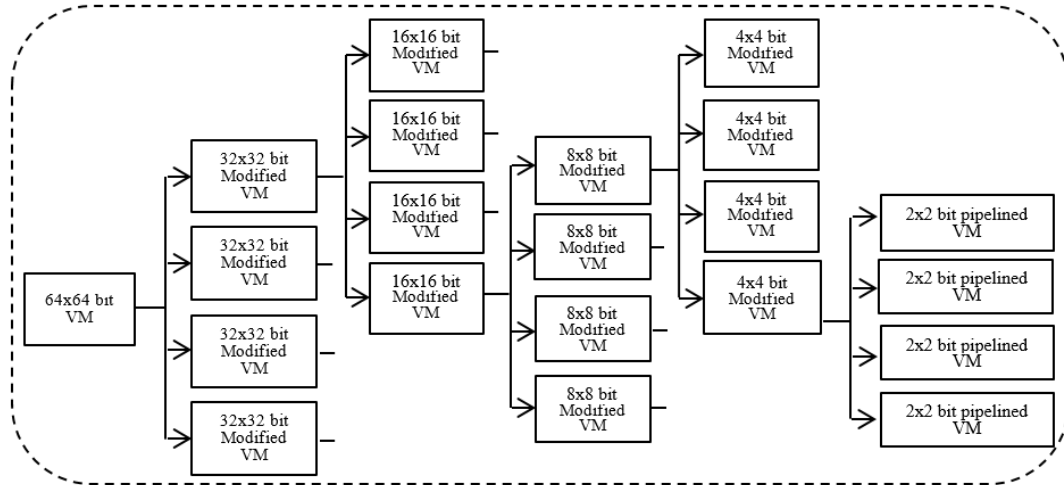 64x64 bit
VM
32x32 bit
Modified
VM
32x32 bit
Modified
VM
32x32 bit
Modified
VM
32x32 bit
Modified
VM
16x16 bit
Modified
VM
16x16 bit
Modified
VM
16x16 bit
Modified
VM
16x16 bit
Modified
VM
8x8 bit
Modified
VM
8x8 bit
Modified
VM
8x8 bit
Modified
VM
8x8 bit
Modified
VM
4x4 bit
Modified
VM
4x4 bit
Modified
VM
4x4 bit
Modified
VM
4x4 bit
Modified
VM
2x2 bit pipelined
VM
2x2 bit pipelined
VM
2x2 bit pipelined
VM
2x2 bit pipelined
VM